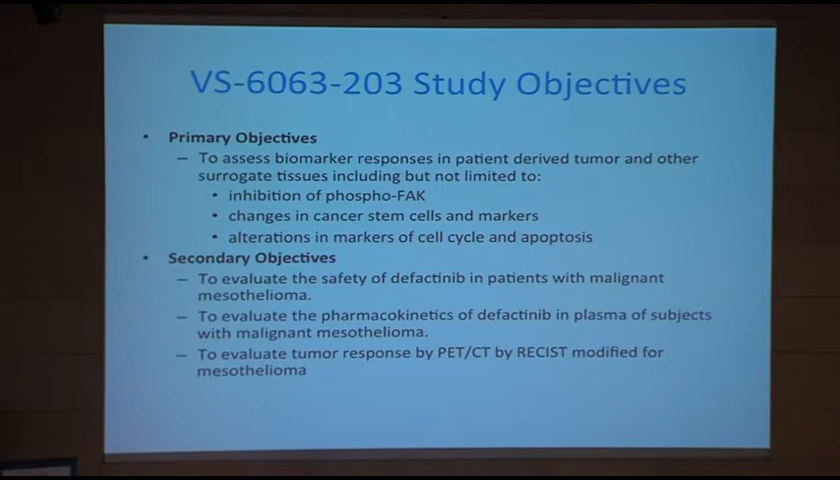 VS-6063-203 Study Objectives
• Primary Objectives
– To assess biomarker responses in patient derived tumor and other
surrogate tissues including but not limited to:
• inhibition of phospho-FAK
• changes in cancer stem cells and markers
• alterations in markers of cell cycle and apoptosis
• Secondary Objectives
– To evaluate the safety of defactinib in patients with malignant
mesothelioma.
– To evaluate the pharmacokinetics of defactinib in plasma of subjects
with malignant mesothelioma.
– To evaluate tumor response by PET/CT by RECIST modified for
mesothelioma